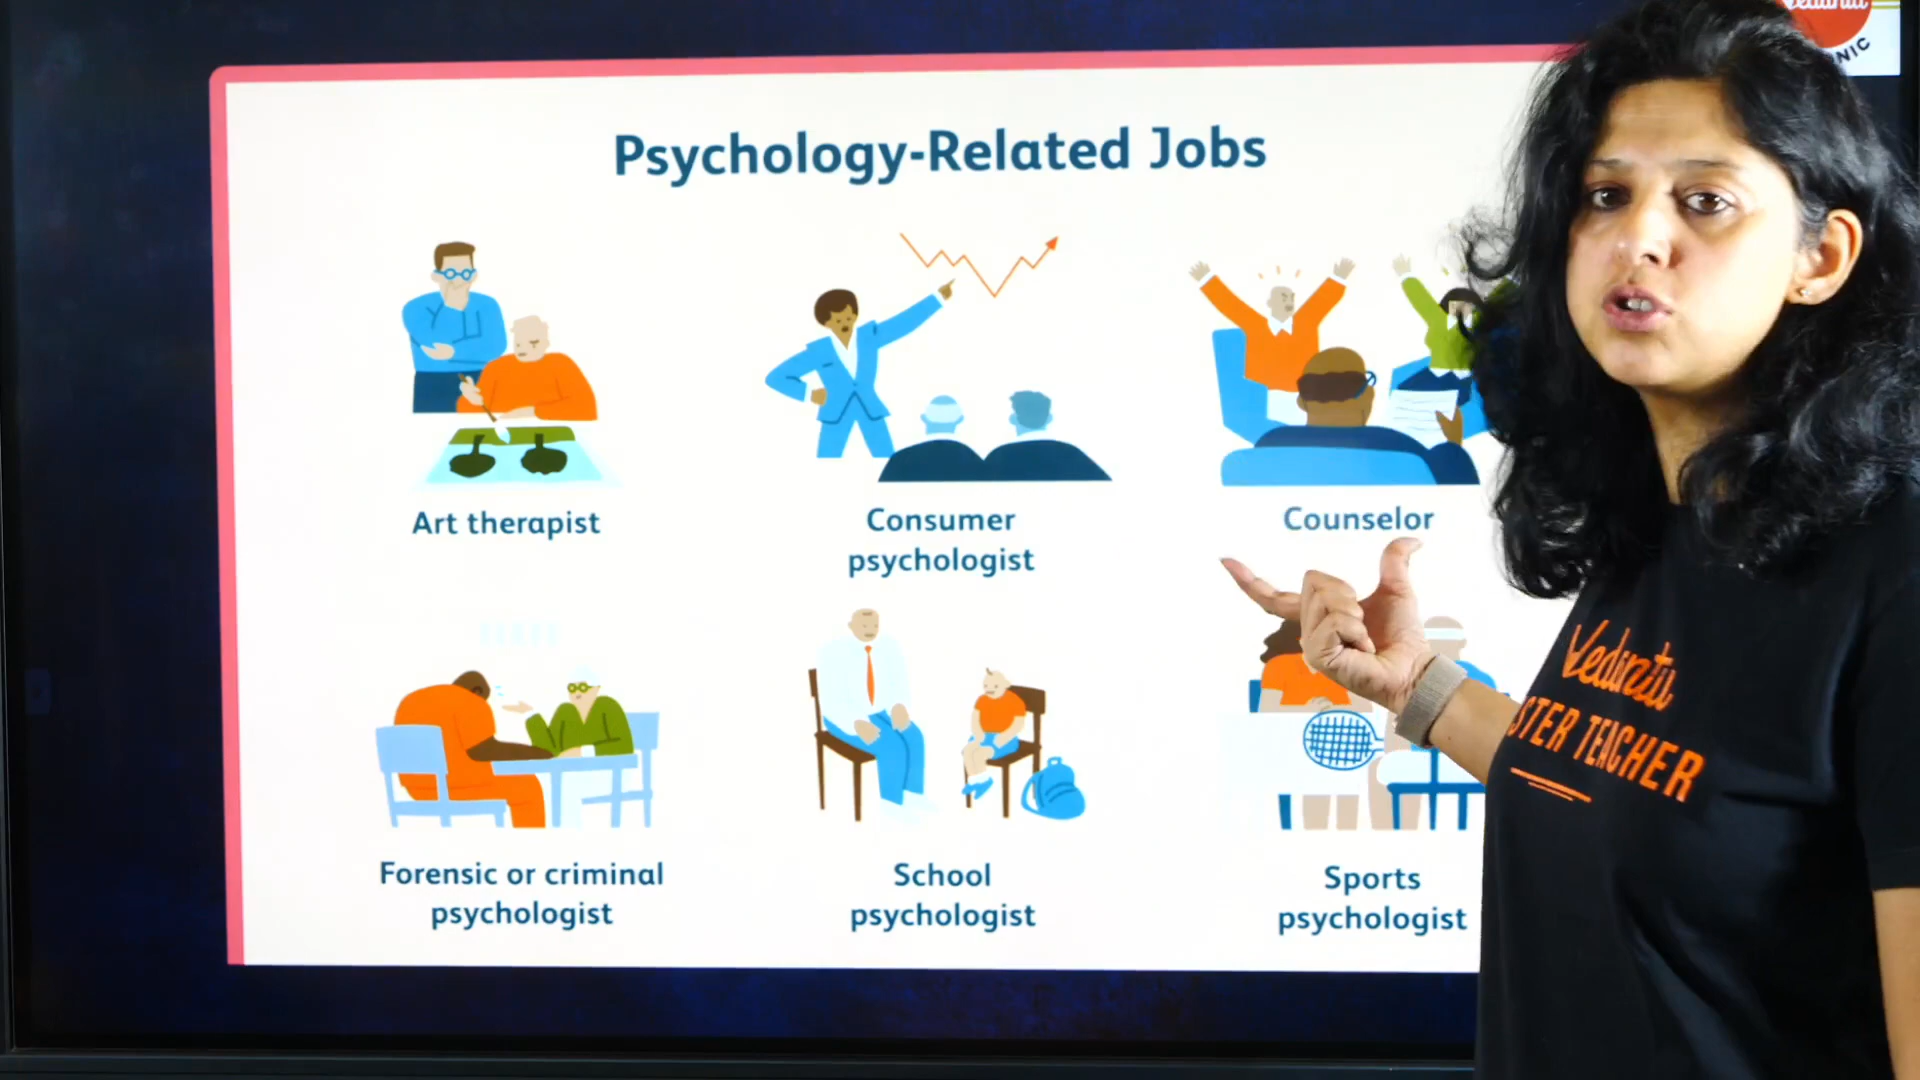 Psychology-Related Jobs
Art therapist
Consumer
psychologist
Counselor
Forensic or criminal
psychologist
School
psychologist
Sports
psychologist
Vedantu
TEACHER